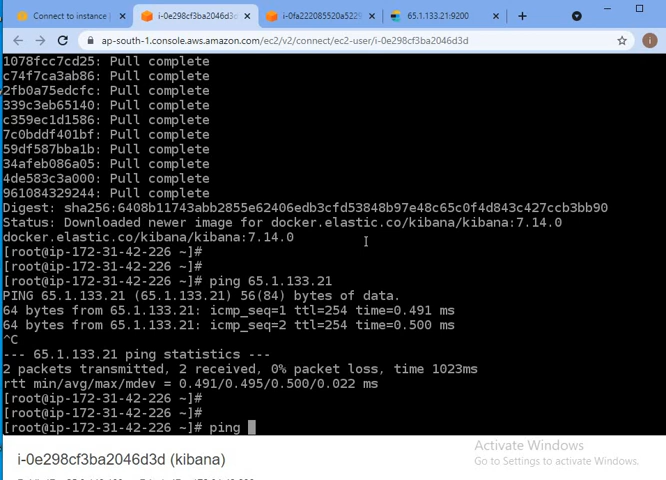 Connect to instance |
i-0e298cf3ba2046d3d
i-0fa222085520a5229
65.1.133.21:9200
ap-south-1.console.aws.amazon.com/ec2/v2/connect/ec2-user/i-0e298cf3ba2046d3d
1078fcc7cd25: Pull complete
c74f7ca3ab86: Pull complete
2fb0a75edcfc: Pull complete
339c3eb65140: Pull complete
c359ec1d1586: Pull complete
7c0bddf401bf: Pull complete
59df587bba1b: Pull complete
34afeb086a05: Pull complete
4de583c3a000: Pull complete
961084329244: Pull complete
Digest: sha256:6408b11743abb2855e62406edb3cfd53848b97e48c65c0f4d843c427ccb3bb90
Status: Downloaded newer image for docker.elastic.co/kibana/kibana:7.14.0
docker.elastic.co/kibana/kibana:7.14.0
[root@ip-172-31-42-226 ~]#
[root@ip-172-31-42-226 ~]#
[root@ip-172-31-42-226 ~]# ping 65.1.133.21
PING 65.1.133.21 (65.1.133.21) 56(84) bytes of data.
64 bytes from 65.1.133.21: icmp_seq=1 ttl=254 time=0.491 ms
64 bytes from 65.1.133.21: icmp_seq=2 ttl=254 time=0.500 ms
^C
--- 65.1.133.21 ping statistics ---
2 packets transmitted, 2 received, 0% packet loss, time 1023ms
rtt min/avg/max/mdev = 0.491/0.495/0.500/0.022 ms
[root@ip-172-31-42-226 ~]#
[root@ip-172-31-42-226 ~]#
[root@ip-172-31-42-226 ~]# ping
i-0e298cf3ba2046d3d (kibana)
Activate Windows
Go to Settings to activate Windows.